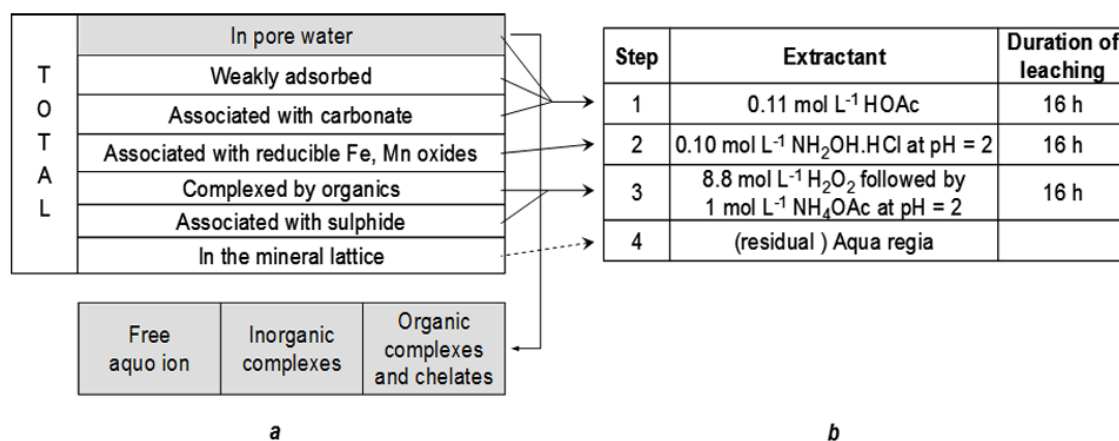 TOTAL
In pore water
Weakly adsorbed
Associated with carbonate
Associated with reducible Fe, Mn oxides
Complexed by organics
Associated with sulphide
In the mineral lattice
Free
aquo ion
Inorganic
complexes
Organic
complexes
and chelates
a
Step Extractant Duration of
leaching
1 0.11 mol L⁻¹ HOAc 16 h
2 0.10 mol L⁻¹ NH₂OH.HCl at pH = 2 16 h
3 8.8 mol L⁻¹ H₂O₂ followed by
1 mol L⁻¹ NH₄OAc at pH = 2 16 h
4 (residual ) Aqua regia
b